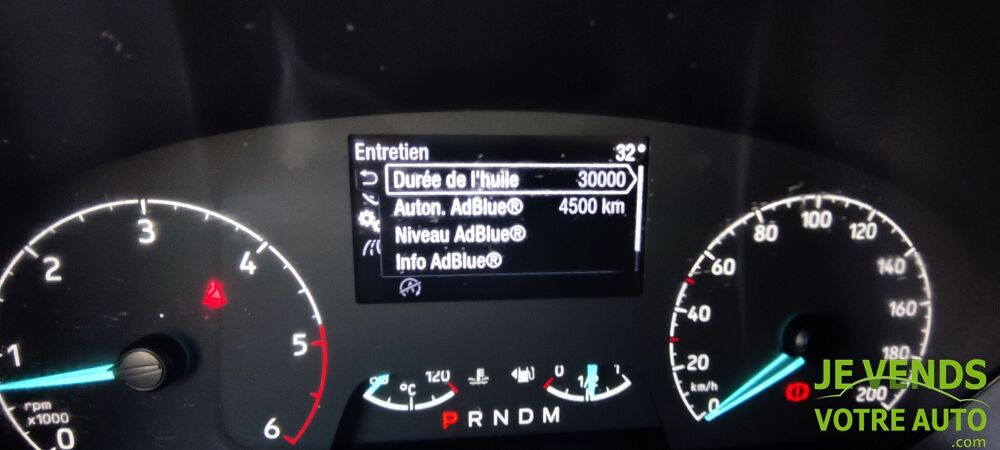 Entretien 32°
Durée de l'huile 30000
Auton. AdBlue® 4500 km
Niveau AdBlue®
Info AdBlue®
0 1 2 3 4 5 6
rpm
x1000
°C 120
0 1/2 1
P R N D M
0 20 40 60 80 100 120 140 160 180 200
km/h
JE VENDS
VOTRE AUTO
.com